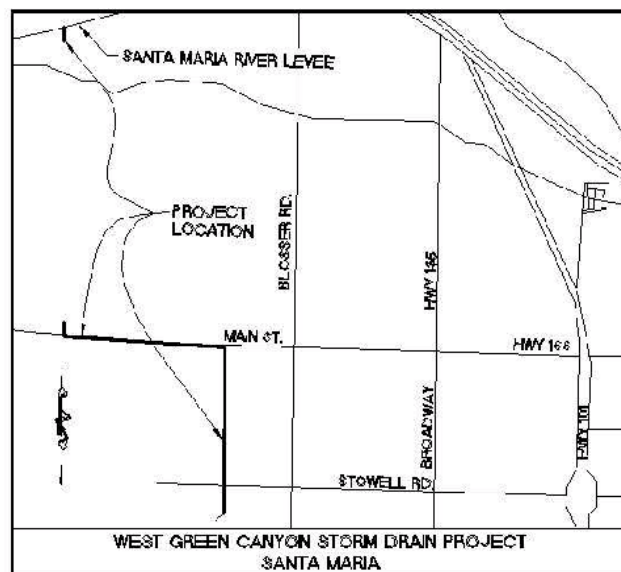 SANTA MARIA RIVER LEVEE
PROJECT
LOCATION
BLOSSER RD.
HWY 135
MAIN ST.
HWY 166
BROADWAY
HWY 101
STOWELL RD.
WEST GREEN CANYON STORM DRAIN PROJECT
SANTA MARIA